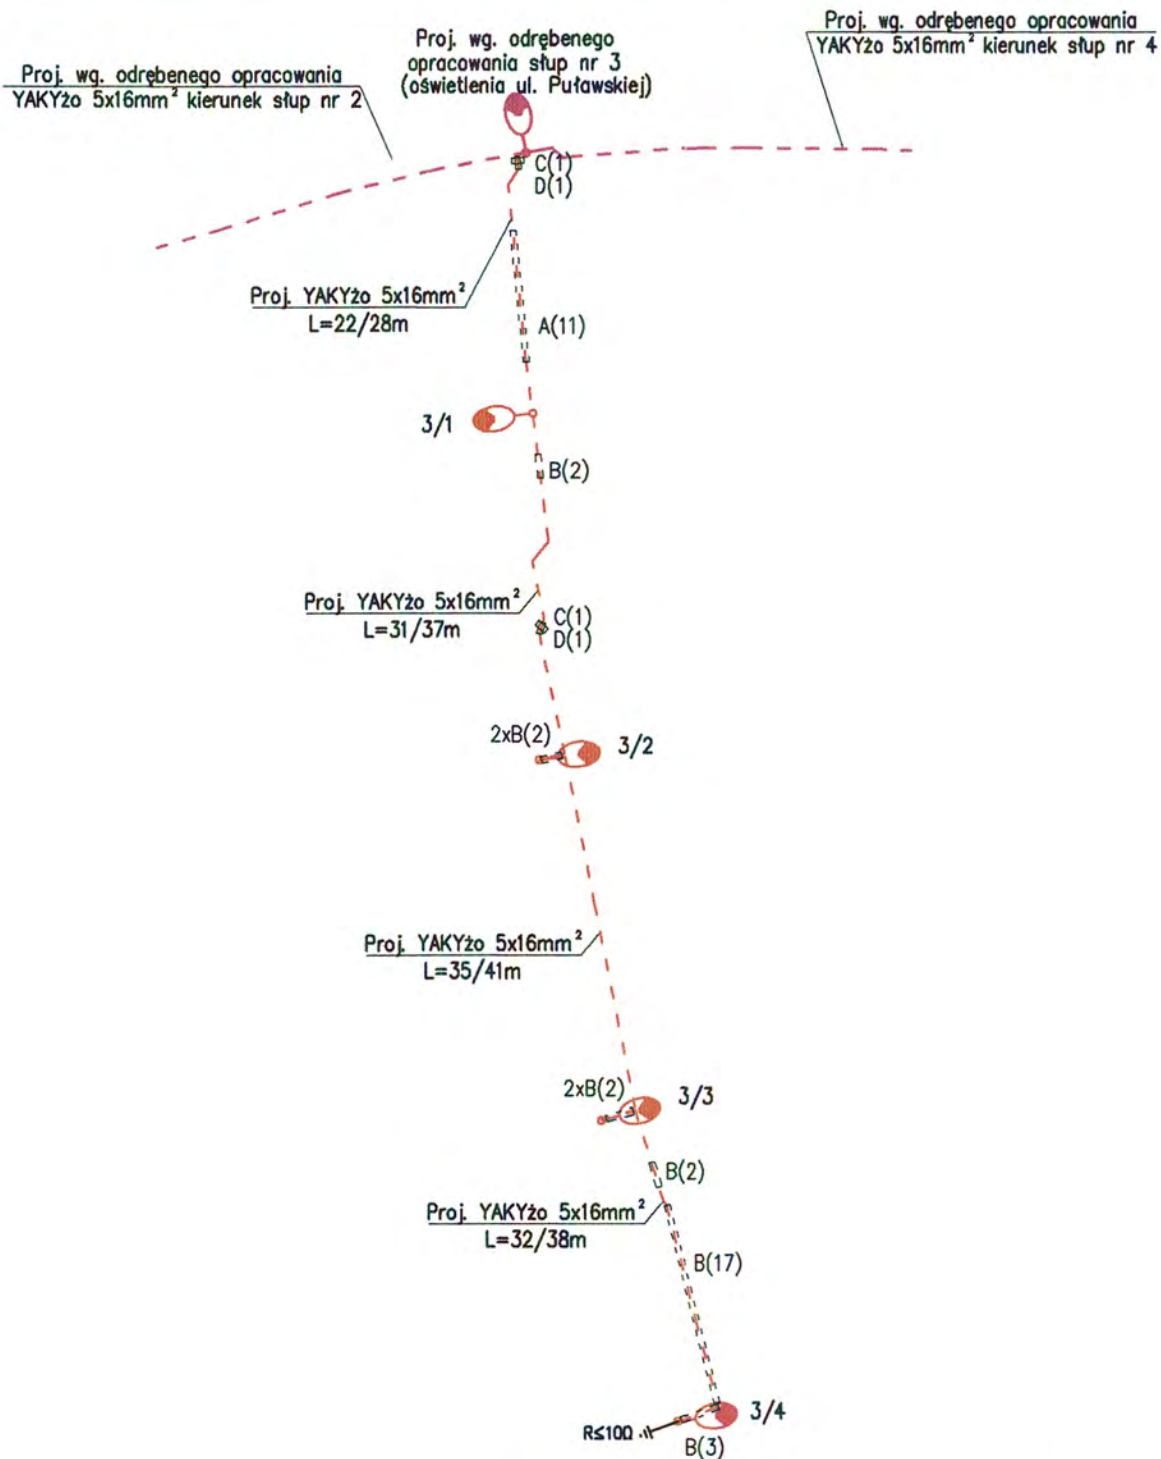 Proj. wg. odrębenego opracowania
YAKYżo 5x16mm² kierunek słup nr 2
Proj. wg. odrębenego
opracowania słup nr 3
(oświetlenia ul. Puławskiej)
Proj. wg. odrębenego opracowania
YAKYżo 5x16mm² kierunek słup nr 4
C(1)
D(1)
Proj. YAKYżo 5x16mm²
L=22/28m
A(11)
3/1
B(2)
Proj. YAKYżo 5x16mm²
L=31/37m
C(1)
D(1)
2xB(2)
3/2
Proj. YAKYżo 5x16mm²
L=35/41m
2xB(2)
3/3
B(2)
Proj. YAKYżo 5x16mm²
L=32/38m
B(17)
3/4
R≤10Ω
B(3)